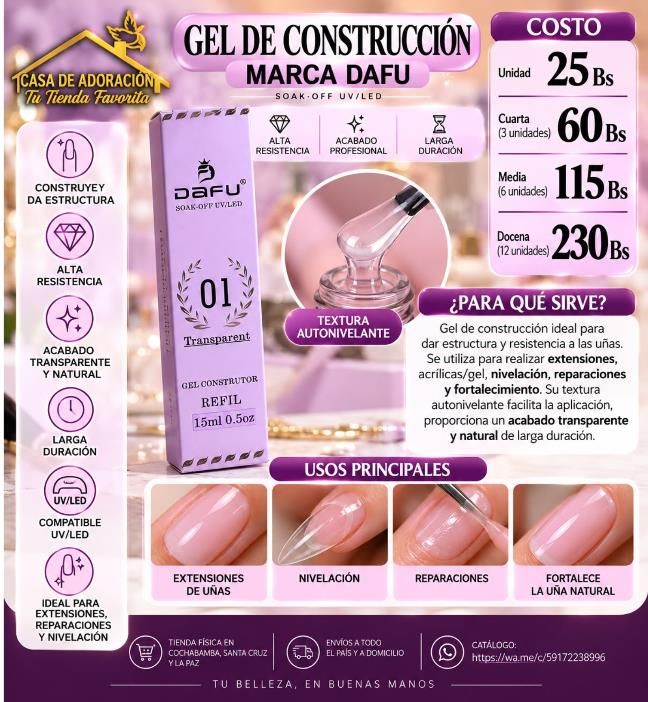 CASA DE ADORACIÓN
Tu Tienda Favorita
GEL DE CONSTRUCCIÓN
MARCA DAFU
SOAK-OFF UV/LED
ALTA
RESISTENCIA
ACABADO
PROFESIONAL
LARGA
DURACIÓN
COSTO
Unidad 25 Bs
Cuarta
(3 unidades) 60 Bs
Media
(6 unidades) 115 Bs
Docena
(12 unidades) 230 Bs
CONSTRUYE Y
DA ESTRUCTURA
ALTA
RESISTENCIA
ACABADO
TRANSPARENTE
Y NATURAL
LARGA
DURACIÓN
UV/LED
COMPATIBLE
UV/LED
IDEAL PARA
EXTENSIONES,
REPARACIONES
Y NIVELACIÓN
DAFU®
SOAK-OFF UV/LED
01
Transparent
GEL CONSTRUTOR
REFIL
15ml 0.5oz
TEXTURA
AUTONIVELANTE
¿PARA QUÉ SIRVE?
Gel de construcción ideal para
dar estructura y resistencia a las uñas.
Se utiliza para realizar extensiones,
acrílicas/gel, nivelación, reparaciones
y fortalecimiento. Su textura
autonivelante facilita la aplicación,
proporciona un acabado transparente
y natural de larga duración.
USOS PRINCIPALES
EXTENSIONES
DE UÑAS
NIVELACIÓN
REPARACIONES
FORTALECE
LA UÑA NATURAL
TIENDA FÍSICA EN
COCHABAMBA, SANTA CRUZ
Y LA PAZ
ENVÍOS A TODO
EL PAÍS Y A DOMICILIO
CATÁLOGO:
https://wa.me/c/59172238996
TU BELLEZA, EN BUENAS MANOS